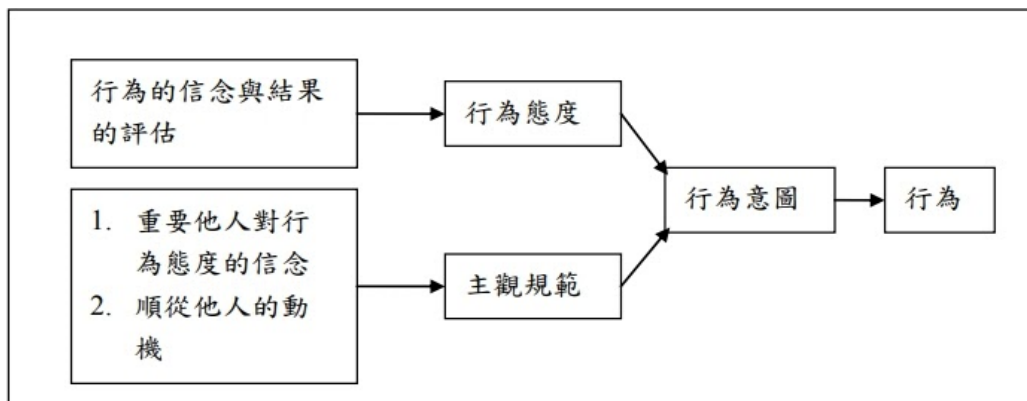 行為的信念與結果
的評估
行為態度
行為意圖
行為
1. 重要他人對行
為態度的信念
2. 順從他人的動
機
主觀規範